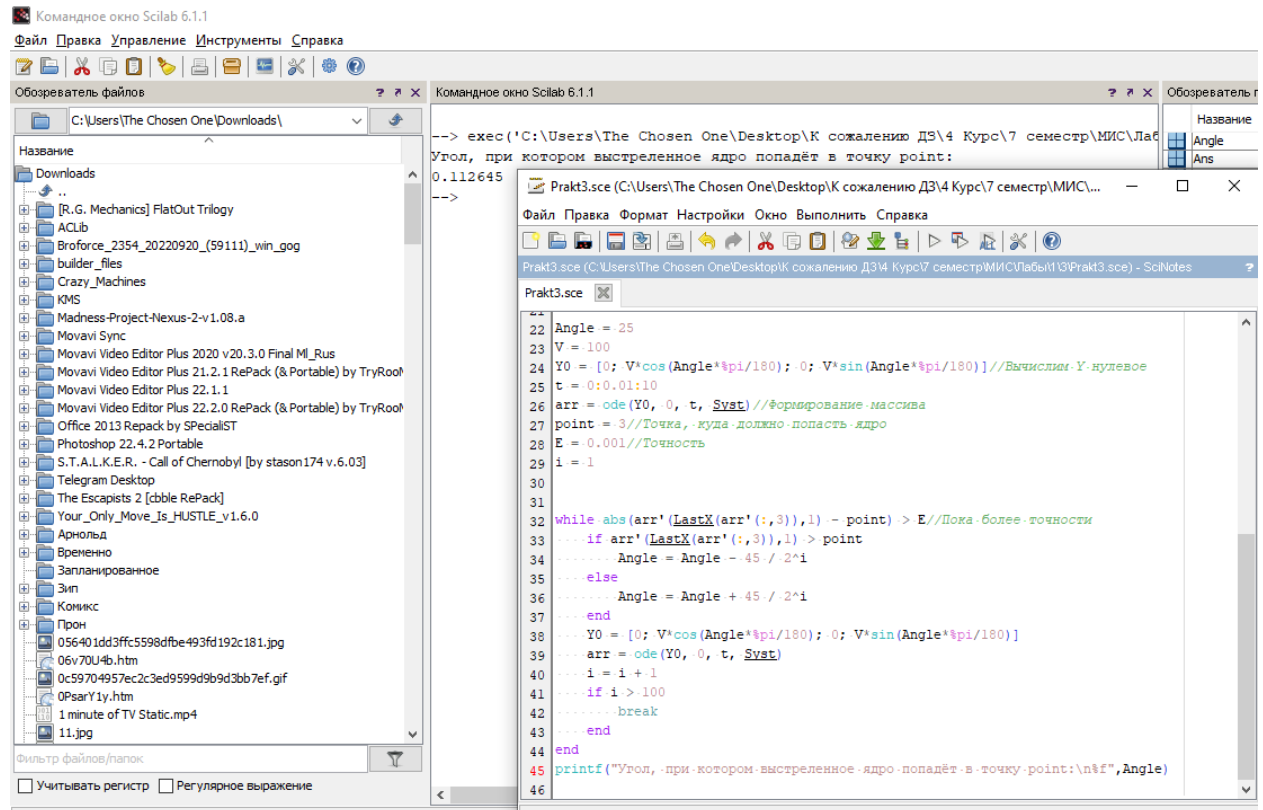 Командное окно Scilab 6.1.1
Файл Правка Управление Инструменты Справка
Обозреватель файлов
C:\Users\The Chosen One\Downloads\
Название
Downloads
..
[R.G. Mechanics] FlatOut Trilogy
ACLib
Broforce_2354_20220920_(59111)_win_gog
builder_files
Crazy_Machines
KMS
Madness-Project-Nexus-2-v1.08.a
Movavi Sync
Movavi Video Editor Plus 2020 v20.3.0 Final Ml_Rus
Movavi Video Editor Plus 21.2.1 RePack (& Portable) by TryRooM
Movavi Video Editor Plus 22.1.1
Movavi Video Editor Plus 22.2.0 RePack (& Portable) by TryRooM
Office 2013 Repack by SPecialiST
Photoshop 22.4.2 Portable
S.T.A.L.K.E.R. - Call of Chernobyl [by stason174 v.6.03]
Telegram Desktop
The Escapists 2 [cbble RePack]
Your_Only_Move_Is_HUSTLE_v1.6.0
Арнольд
Временно
Запланированное
Зип
Комикс
Прон
056401dd3ffc5598dfbe493fd192c181.jpg
06v70U4b.htm
0c59704957ec2c3ed9599d9b9d3bb7ef.gif
0PsarY1y.htm
1 minute of TV Static.mp4
11.jpg
Фильтр файлов/папок
Учитывать регистр Регулярное выражение
Командное окно Scilab 6.1.1
--> exec('C:\Users\The Chosen One\Desktop\К сожалению ДЗ\4 Курс\7 семестр\МИС\Лаб
Угол, при котором выстреленное ядро попадёт в точку point:
0.112645
-->
Обозреватель п
Название
Angle
Ans
Prakt3.sce (C:\Users\The Chosen One\Desktop\К сожалению ДЗ\4 Курс\7 семестр\МИС\...
Файл Правка Формат Настройки Окно Выполнить Справка
Prakt3.sce (C:\Users\The Chosen One\Desktop\К сожалению ДЗ\4 Курс\7 семестр\МИС\Лабы\1\3\Prakt3.sce) - SciNotes
Prakt3.sce
22 Angle = 25
23 V = 100
24 Y0 = [0; V*cos(Angle*%pi/180); 0; V*sin(Angle*%pi/180)]//Вычислим Y нулевое
25 t = 0:0.01:10
26 arr = ode(Y0, 0, t, Syst)//Формирование массива
27 point = 3//Точка, куда должно попасть ядро
28 E = 0.001//Точность
29 i = 1
30
31
32 while abs(arr'(LastX(arr'(:,3)),1) - point) > E//Пока более точности
33 if arr'(LastX(arr'(:,3)),1) > point
34 Angle = Angle - 45 / 2^i
35 else
36 Angle = Angle + 45 / 2^i
37 end
38 Y0 = [0; V*cos(Angle*%pi/180); 0; V*sin(Angle*%pi/180)]
39 arr = ode(Y0, 0, t, Syst)
40 i = i + 1
41 if i > 100
42 break
43 end
44 end
45 printf("Угол, при котором выстреленное ядро попадёт в точку point:\n%f",Angle)
46